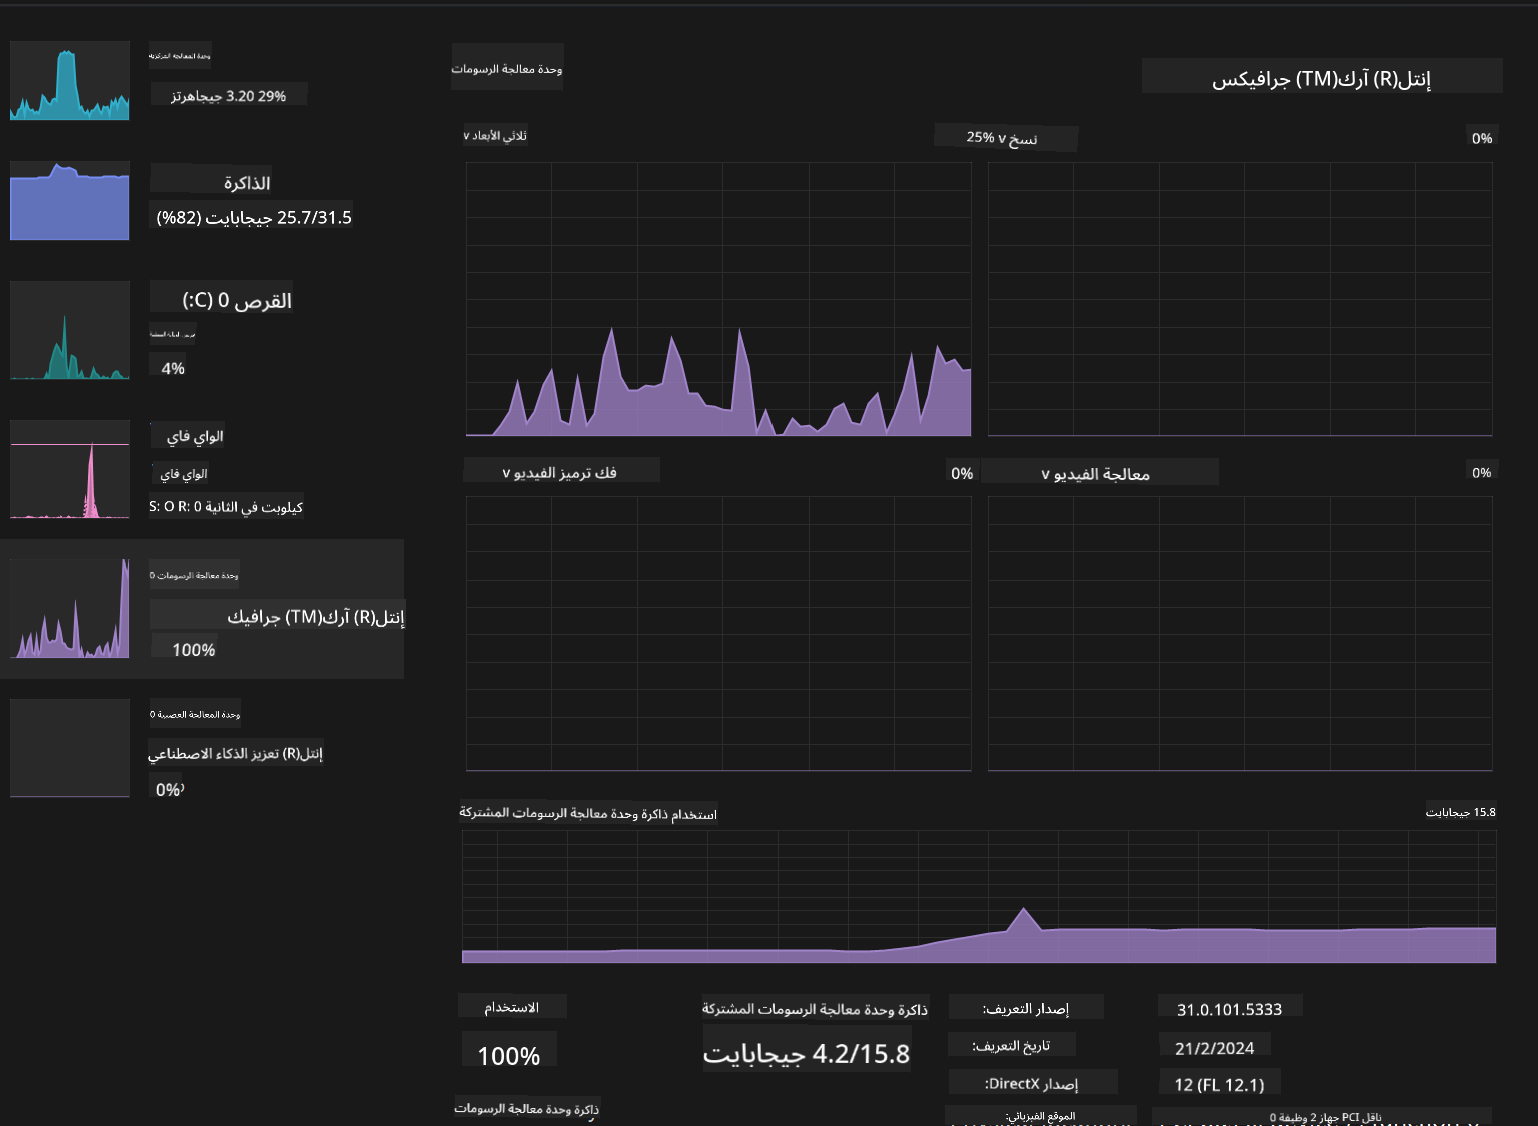 وحدة المعالجة المركزية
29% 3.20 جيجاهرتز
الذاكرة
25.7/31.5 جيجابايت (82%)
القرص 0 (C:)
4%
الواي فاي
الواي فاي
S: 0 R: 0 كيلوبت في الثانية
وحدة معالجة الرسومات 0
إنتل(R) آرك(TM) جرافيك
100%
وحدة المعالجة العصبية 0
إنتل(R) تعزيز الذكاء الاصطناعي
0%
وحدة معالجة الرسومات
إنتل(R) آرك(TM) جرافيكس
ثلاثي الأبعاد v
25% v نسخ
0%
فك ترميز الفيديو v
0%
معالجة الفيديو v
0%
استخدام ذاكرة وحدة معالجة الرسومات المشتركة
15.8 جيجابايت
الاستخدام
100%
ذاكرة وحدة معالجة الرسومات المشتركة
4.2/15.8 جيجابايت
إصدار التعريف:
31.0.101.5333
تاريخ التعريف:
21/2/2024
إصدار DirectX:
12 (FL 12.1)
الموقع الفيزيائي:
ناقل PCI جهاز 2 وظيفة 0
ذاكرة وحدة معالجة الرسومات